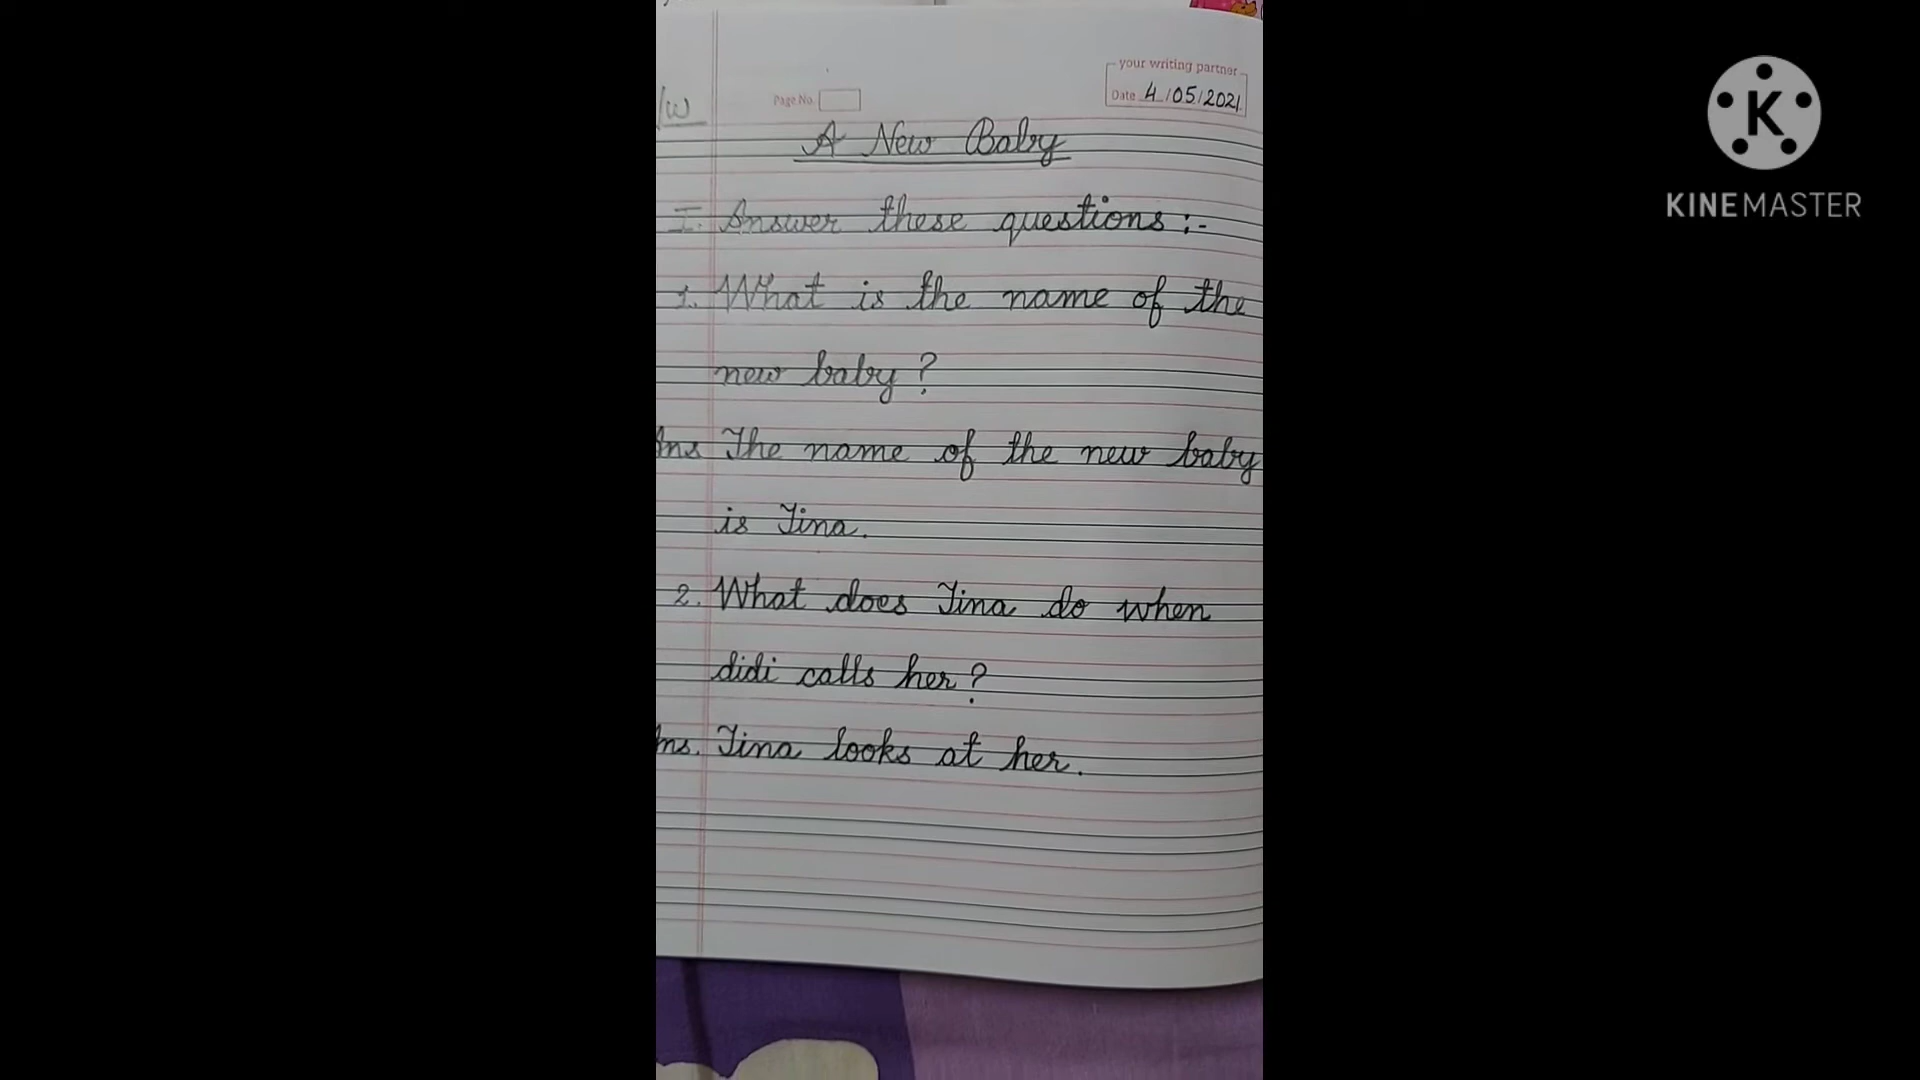 your writing partner
Page No.
Date 4/05/2021
/w
A New Baby
I. Answer these questions :-
1. What is the name of the
new baby?
Ans The name of the new baby
is Tina.
2. What does Tina do when
didi calls her?
Ans. Tina looks at her.
K
KINEMASTER